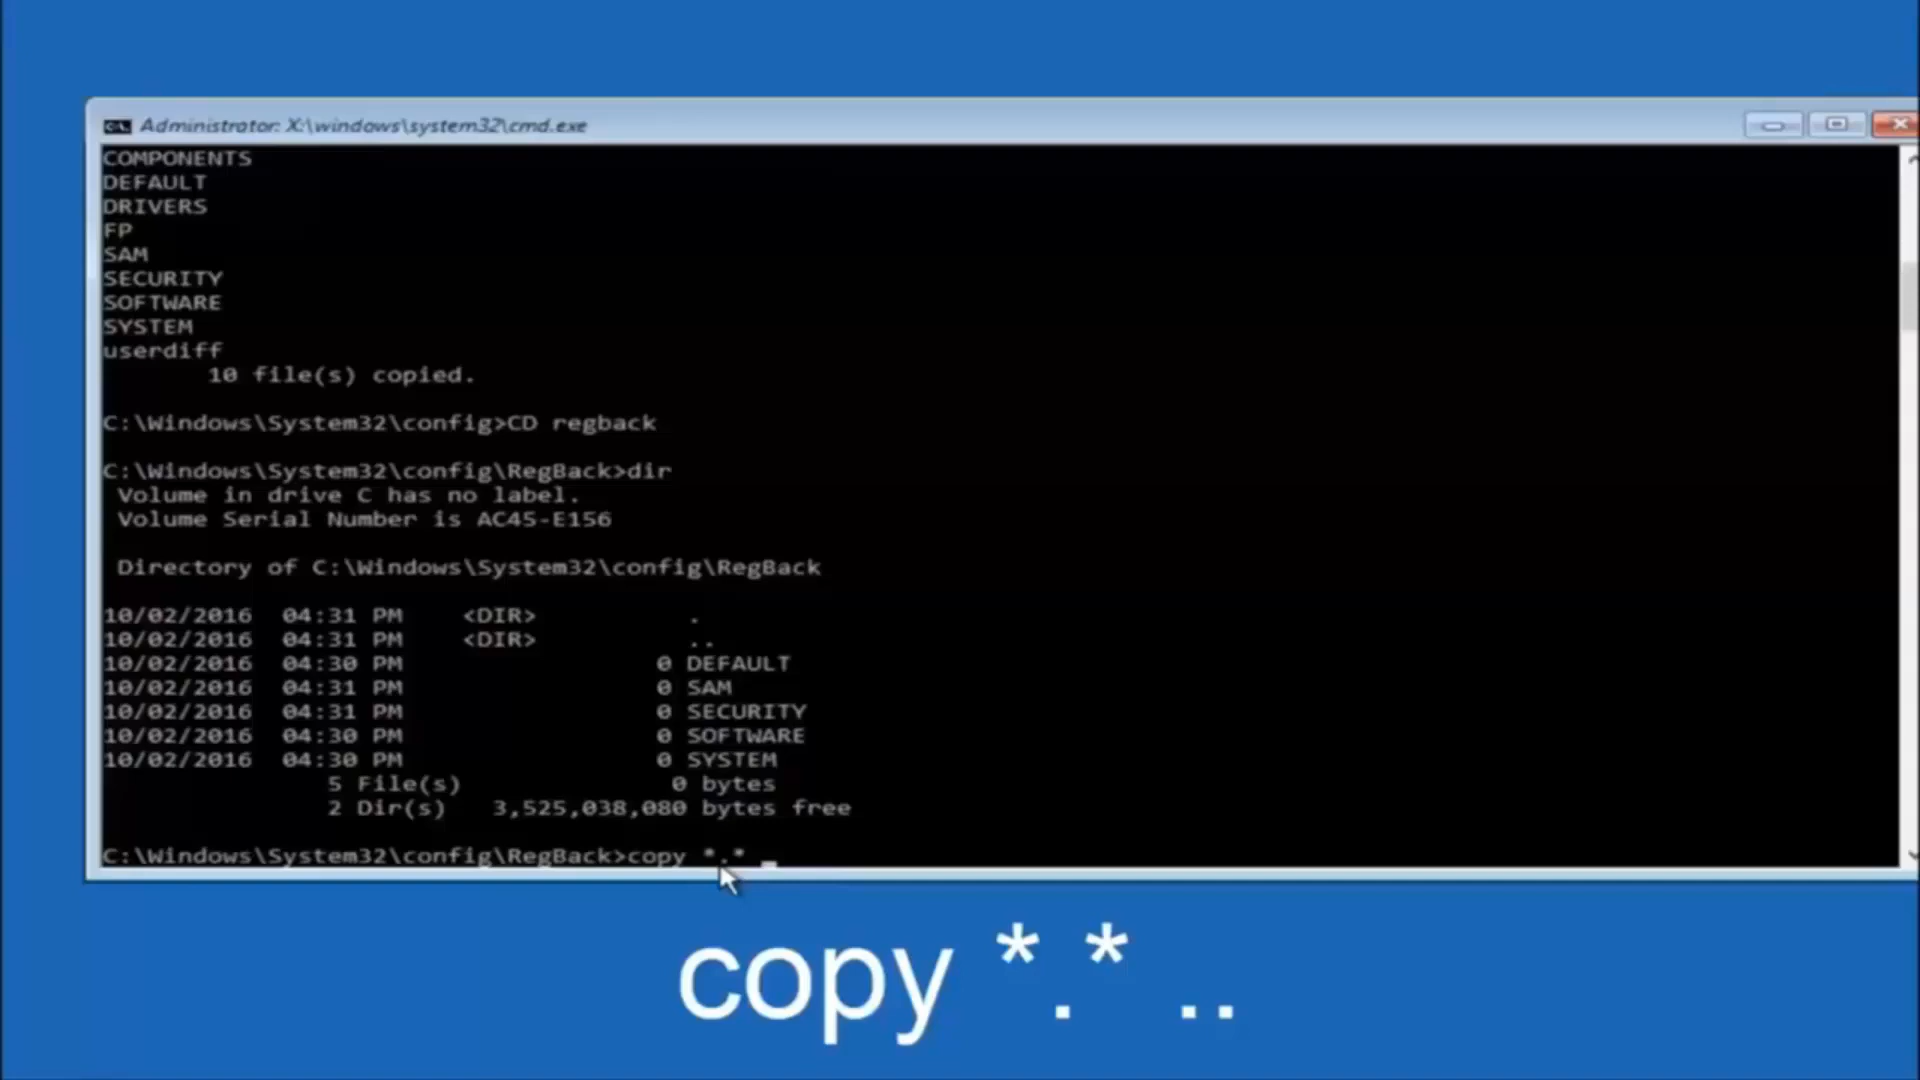 Administrator: X:\windows\system32\cmd.exe
COMPONENTS
DEFAULT
DRIVERS
FP
SAM
SECURITY
SOFTWARE
SYSTEM
userdiff
10 file(s) copied.
C:\Windows\System32\config>CD regback
C:\Windows\System32\config\RegBack>dir
Volume in drive C has no label.
Volume Serial Number is AC45-E156
Directory of C:\Windows\System32\config\RegBack
10/02/2016 04:31 PM <DIR> .
10/02/2016 04:31 PM <DIR> ..
10/02/2016 04:30 PM 0 DEFAULT
10/02/2016 04:31 PM 0 SAM
10/02/2016 04:31 PM 0 SECURITY
10/02/2016 04:30 PM 0 SOFTWARE
10/02/2016 04:30 PM 0 SYSTEM
5 File(s) 0 bytes
2 Dir(s) 3,525,038,080 bytes free
C:\Windows\System32\config\RegBack>copy *.* _
copy *.* ..